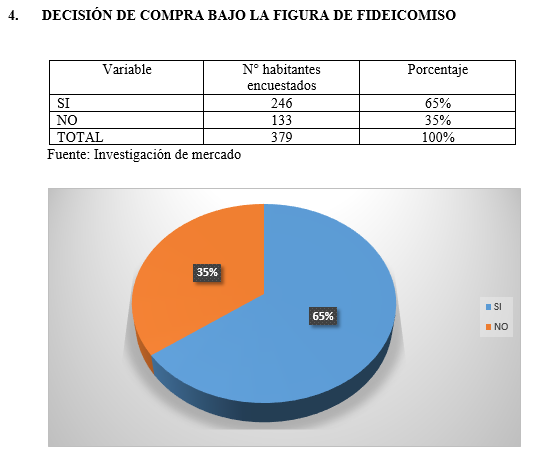 4. DECISIÓN DE COMPRA BAJO LA FIGURA DE FIDEICOMISO
Variable N° habitantes encuestados Porcentaje
SI 246 65%
NO 133 35%
TOTAL 379 100%
Fuente: Investigación de mercado
35%
65%
SI
NO